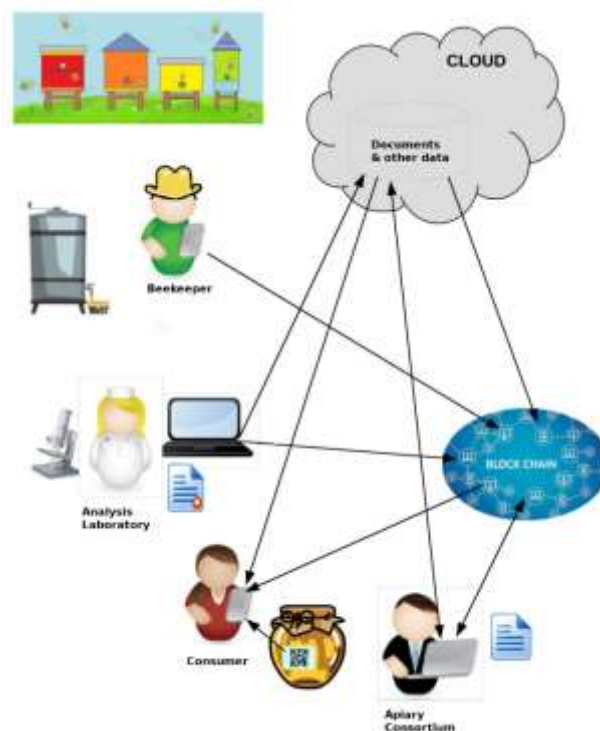 CLOUD
Documents
& other data
Beekeeper
BLOCK CHAIN
Analysis
Laboratory
Consumer
Apiary
Consortium